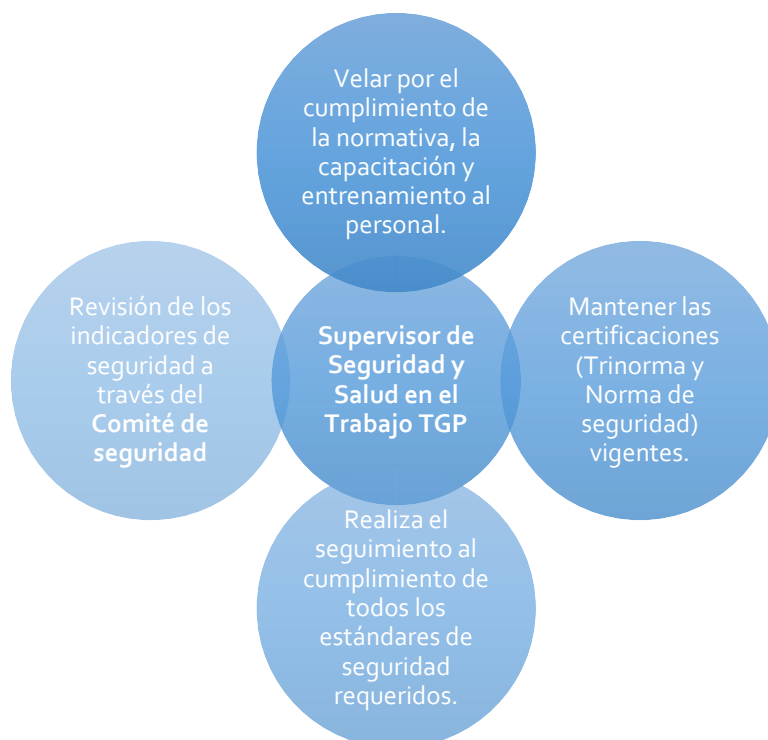 Velar por el
cumplimiento de
la normativa, la
capacitación y
entrenamiento al
personal.
Revisión de los
indicadores de
seguridad a
través del
Comité de
seguridad
Supervisor de
Seguridad y
Salud en el
Trabajo TGP
Mantener las
certificaciones
(Trinorma y
Norma de
seguridad)
vigentes.
Realiza el
seguimiento al
cumplimiento de
todos los
estándares de
seguridad
requeridos.